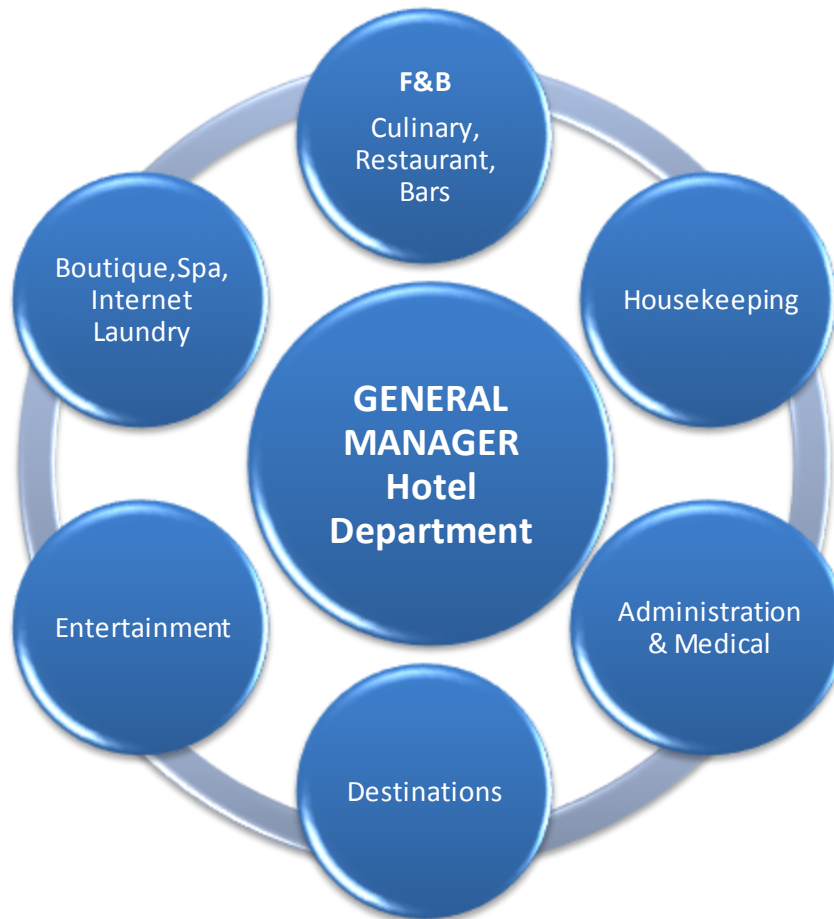 F&B
Culinary,
Restaurant,
Bars
Housekeeping
Administration
& Medical
Destinations
Entertainment
Boutique,Spa,
Internet
Laundry
GENERAL
MANAGER
Hotel
Department